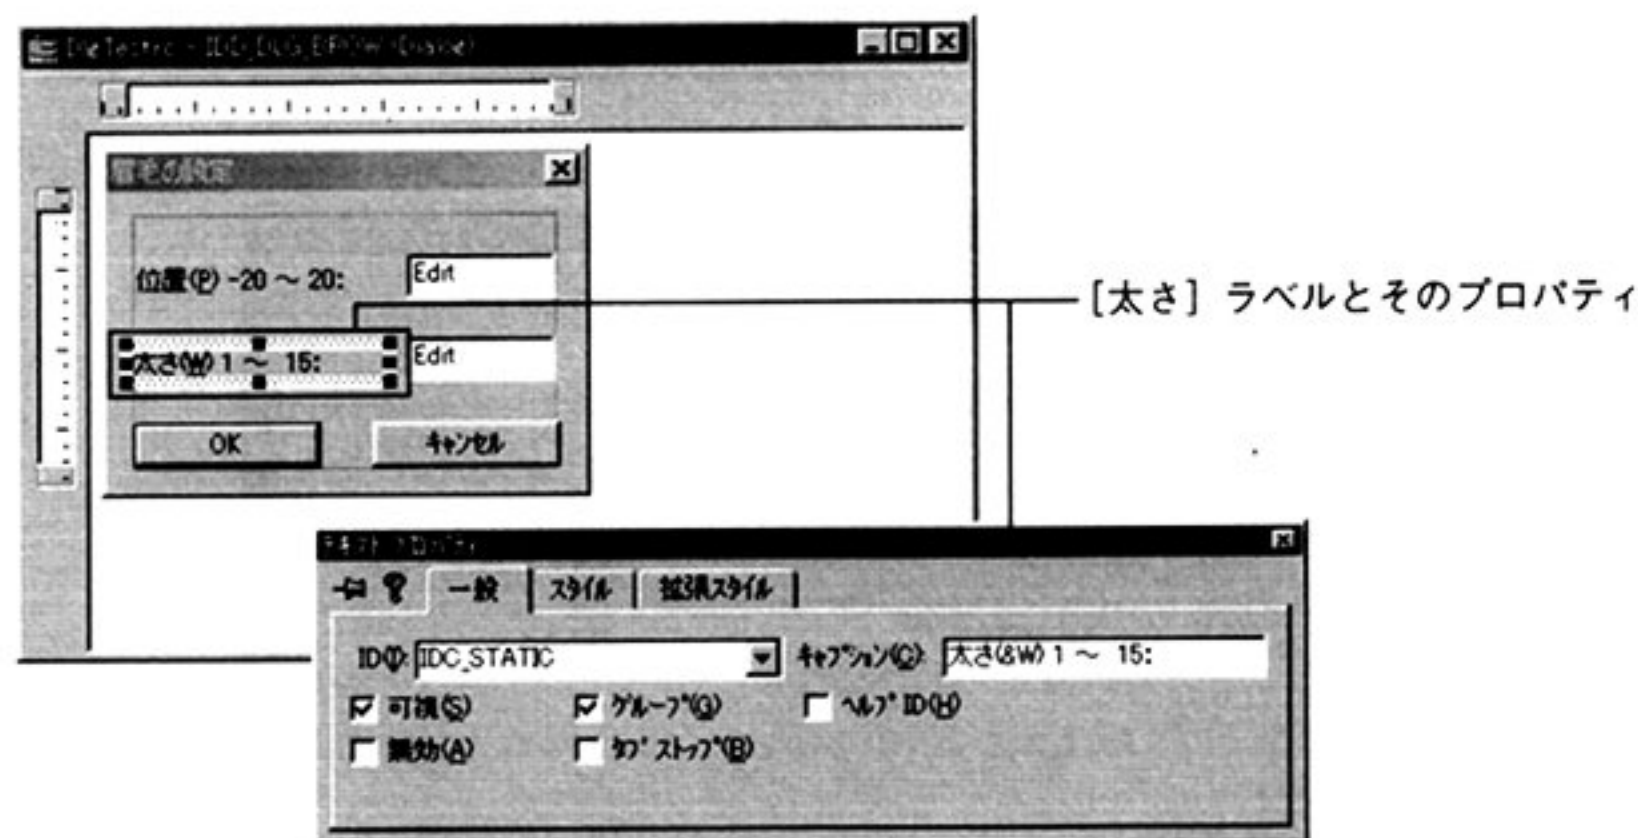 位置(P) -20 ～ 20:
Edit
[太さ] ラベルとそのプロパティ
太さ(W) 1 ～ 15:
Edit
OK
キャンセル
一般
スタイル
拡張スタイル
ID(I):
IDC_STATIC
キャプション(C):
太さ(&W) 1 ～ 15:
可視(S)
グループ(G)
ヘルプ ID(H)
無効(A)
タブ ストップ(B)